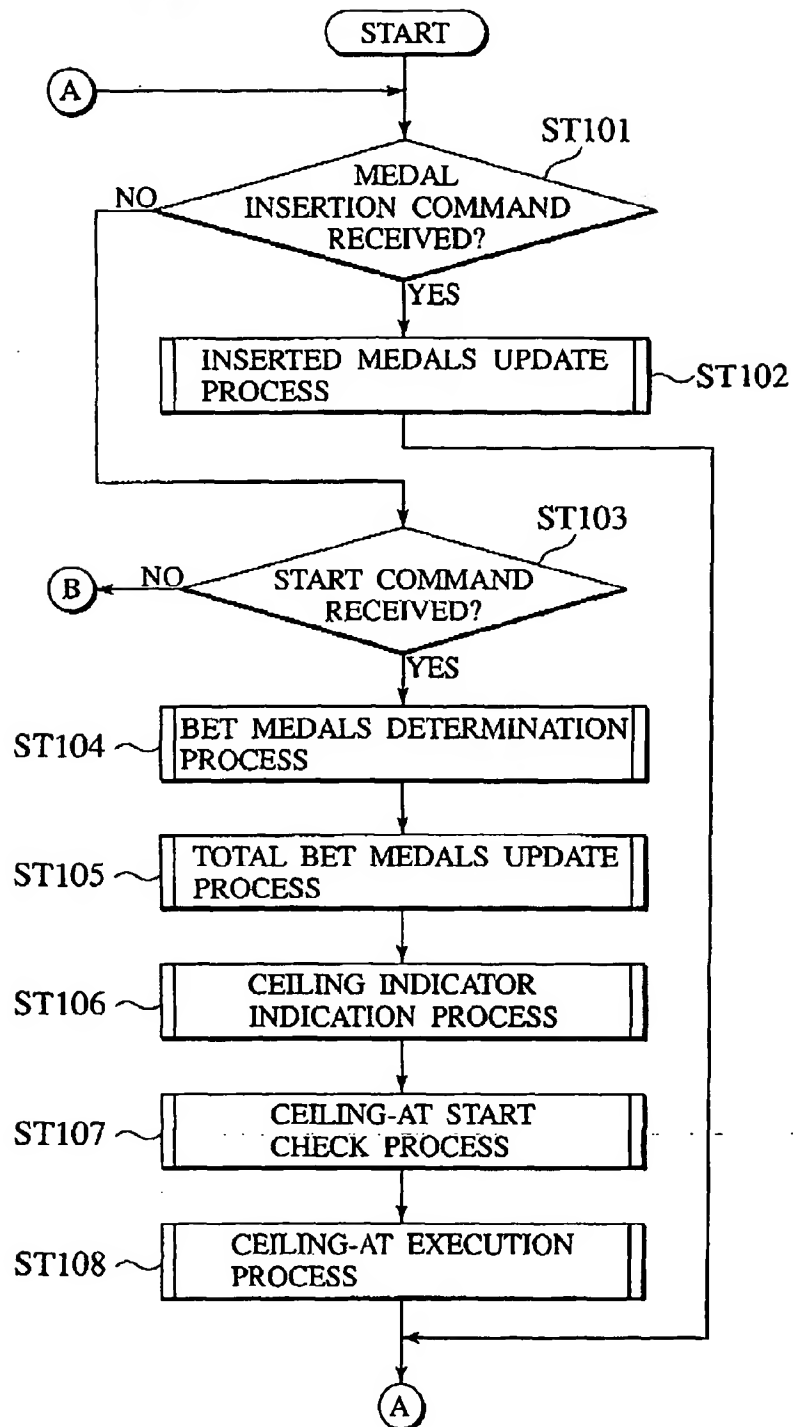 START
A
ST101
MEDAL
INSERTION COMMAND
RECEIVED?
NO
YES
INSERTED MEDALS UPDATE
PROCESS
ST102
ST103
B
NO
START COMMAND
RECEIVED?
YES
ST104
BET MEDALS DETERMINATION
PROCESS
ST105
TOTAL BET MEDALS UPDATE
PROCESS
ST106
CEILING INDICATOR
INDICATION PROCESS
ST107
CEILING-AT START
CHECK PROCESS
ST108
CEILING-AT EXECUTION
PROCESS
A